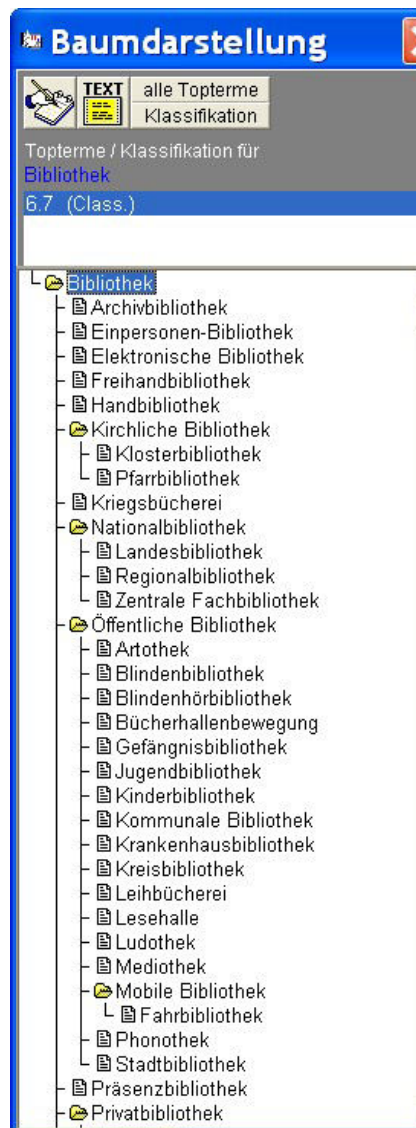 Baumdarstellung
TEXT
alle Topterme
Klassifikation
Topterme / Klassifikation für
Bibliothek
6.7 (Class.)
Bibliothek
Archivbibliothek
Einpersonen-Bibliothek
Elektronische Bibliothek
Freihandbibliothek
Handbibliothek
Kirchliche Bibliothek
Klosterbibliothek
Pfarrbibliothek
Kriegsbücherei
Nationalbibliothek
Landesbibliothek
Regionalbibliothek
Zentrale Fachbibliothek
Öffentliche Bibliothek
Artothek
Blindenbibliothek
Blindenhörbibliothek
Bücherhallenbewegung
Gefängnisbibliothek
Jugendbibliothek
Kinderbibliothek
Kommunale Bibliothek
Krankenhausbibliothek
Kreisbibliothek
Leihbücherei
Lesehalle
Ludothek
Mediothek
Mobile Bibliothek
Fahrbibliothek
Phonothek
Stadtbibliothek
Präsenzbibliothek
Privatbibliothek